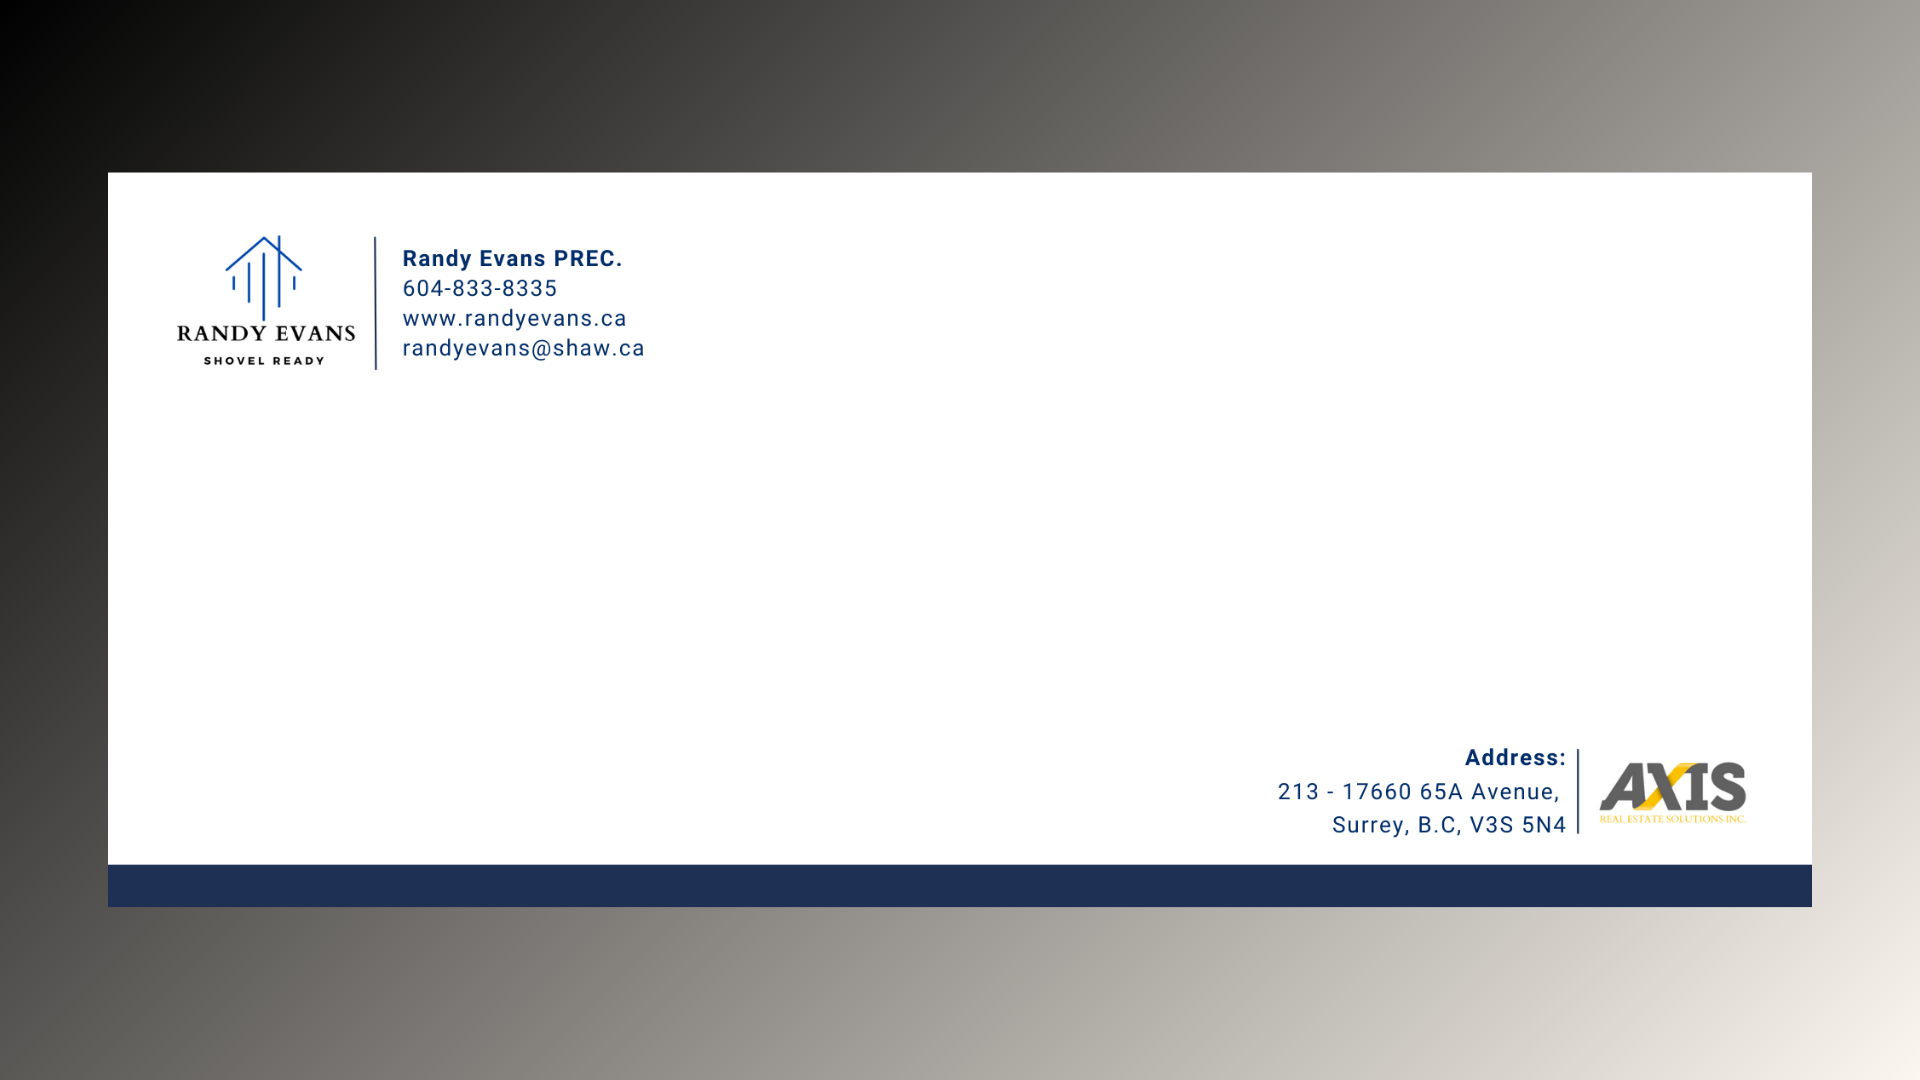 RANDY EVANS
SHOVEL READY
Randy Evans PREC.
604-833-8335
www.randyevans.ca
randyevans@shaw.ca
Address:
213 - 17660 65A Avenue,
Surrey, B.C, V3S 5N4
AXIS
REAL ESTATE SOLUTIONS INC.